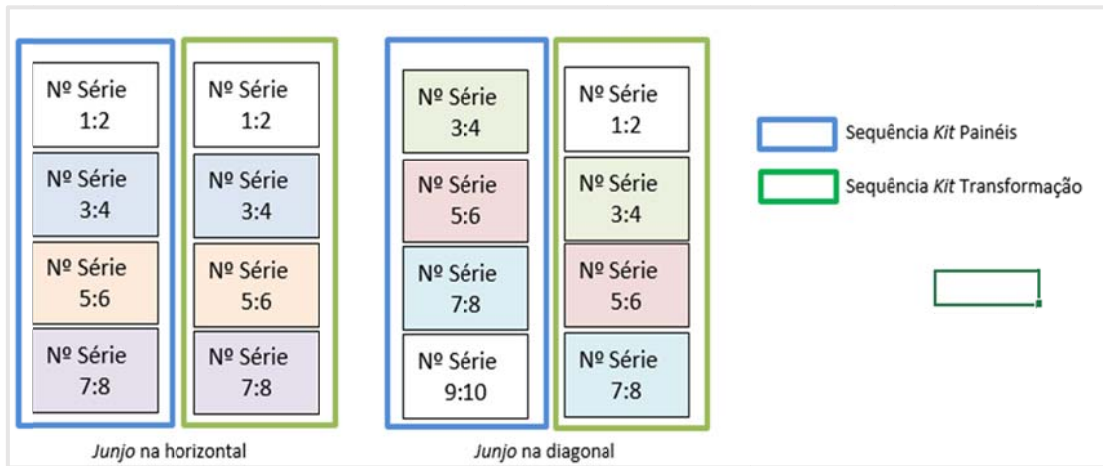 Nº Série
1:2
Nº Série
3:4
Nº Série
5:6
Nº Série
7:8
Nº Série
1:2
Nº Série
3:4
Nº Série
5:6
Nº Série
7:8
Junjo na horizontal
Nº Série
3:4
Nº Série
5:6
Nº Série
7:8
Nº Série
9:10
Nº Série
1:2
Nº Série
3:4
Nº Série
5:6
Nº Série
7:8
Junjo na diagonal
Sequência Kit Painéis
Sequência Kit Transformação